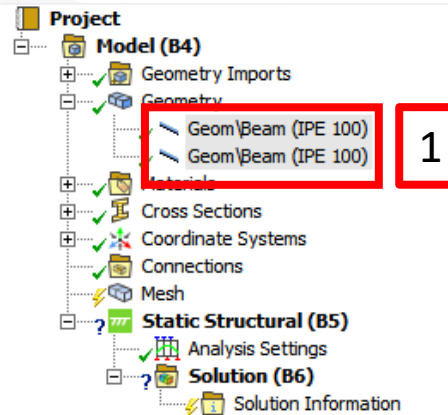 Project
Model (B4)
Geometry Imports
Geometry
Geom\Beam (IPE 100)
Geom\Beam (IPE 100)
1
Materials
Cross Sections
Coordinate Systems
Connections
Mesh
Static Structural (B5)
Analysis Settings
Solution (B6)
Solution Information